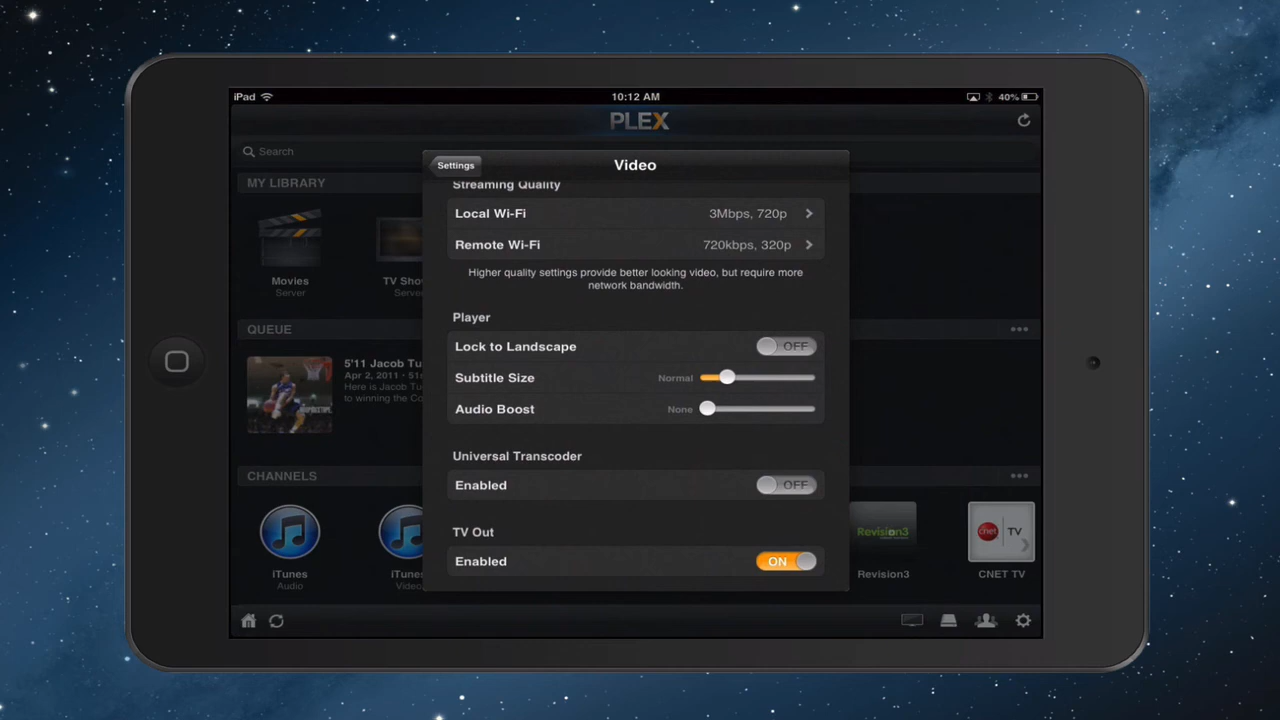 iPad
10:12 AM
40%
PLEX
Search
MY LIBRARY
Movies
Server
TV Sho
Serve
QUEUE
5'11 Jacob Tu
Apr 2, 2011 - 51
Here is Jacob Tu
to winning the Co
CHANNELS
iTunes
Audio
iTune
Video
Revision3
Revision3
cnet TV
CNET TV
Settings
Video
Streaming Quality
Local Wi-Fi 3Mbps, 720p
Remote Wi-Fi 720kbps, 320p
Higher quality settings provide better looking video, but require more
network bandwidth.
Player
Lock to Landscape OFF
Subtitle Size Normal
Audio Boost None
Universal Transcoder
Enabled OFF
TV Out
Enabled ON